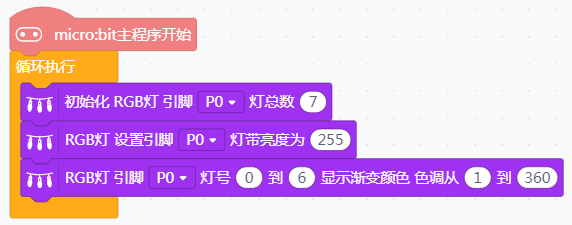 micro:bit主程序开始
循环执行
初始化 RGB灯 引脚 P0 灯总数 7
RGB灯 设置引脚 P0 灯带亮度为 255
RGB灯 引脚 P0 灯号 0 到 6 显示渐变颜色 色调从 1 到 360